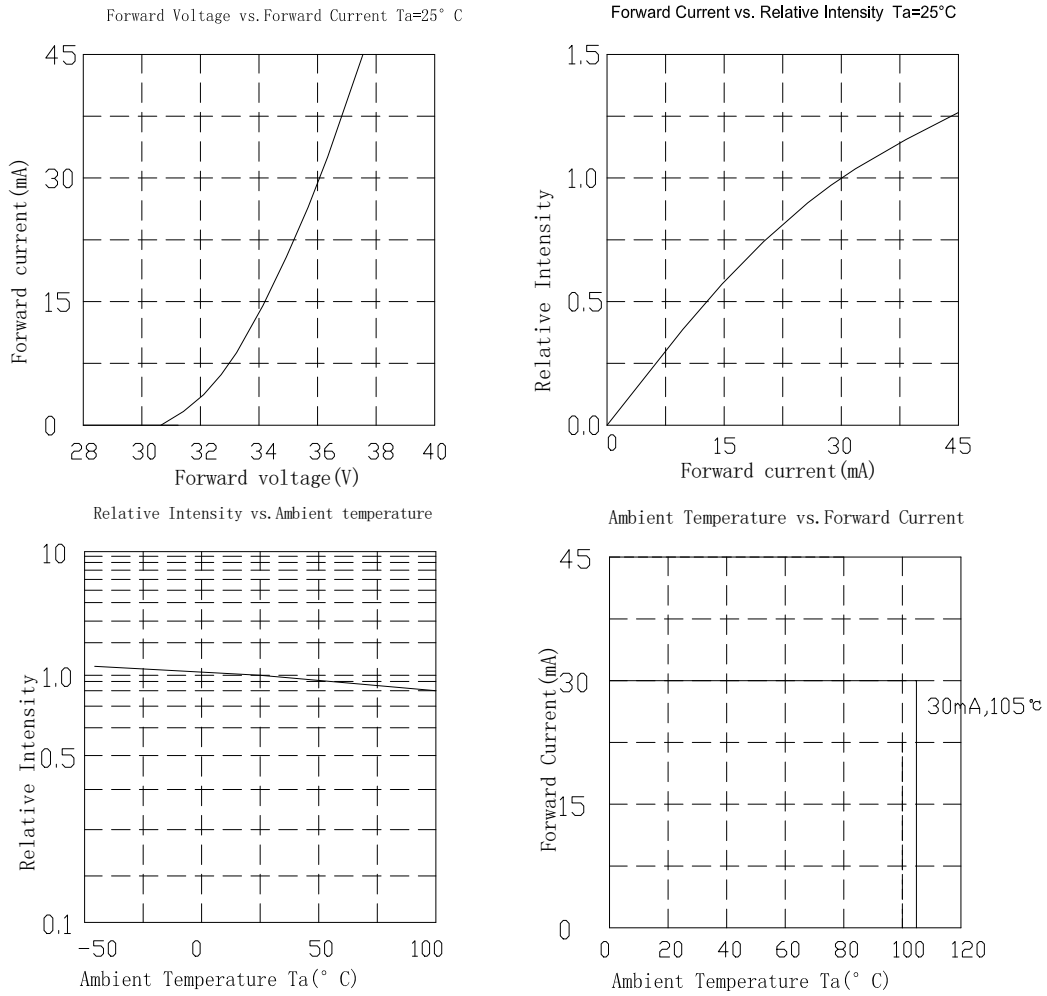 Forward Voltage vs.Forward Current Ta=25° C
45
30
15
0
Forward current(mA)
28 30 32 34 36 38 40
Forward voltage(V)
Forward Current vs. Relative Intensity Ta=25°C
1.5
1.0
0.5
0.0
Relative Intensity
0 15 30 45
Forward current(mA)
Relative Intensity vs.Ambient temperature
10
1.0
0.5
0.1
Relative Intensity
-50 0 50 100
Ambient Temperature Ta(° C)
Ambient Temperature vs.Forward Current
45
30
15
0
Forward Current(mA)
30mA,105℃
0 20 40 60 80 100 120
Ambient Temperature Ta(° C)